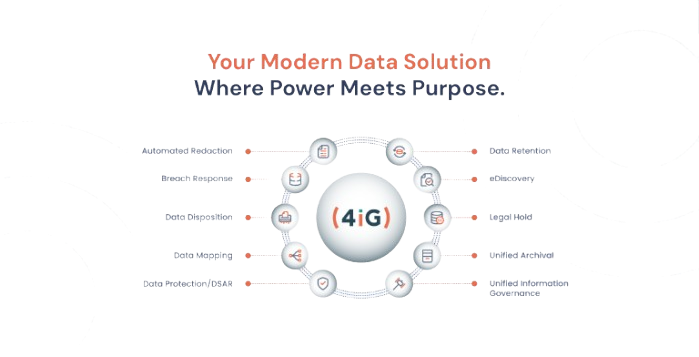 Your Modern Data Solution
Where Power Meets Purpose.
Automated Redaction
Breach Response
Data Disposition
Data Mapping
Data Protection/DSAR
(4iG)
Data Retention
eDiscovery
Legal Hold
Unified Archival
Unified Information
Governance